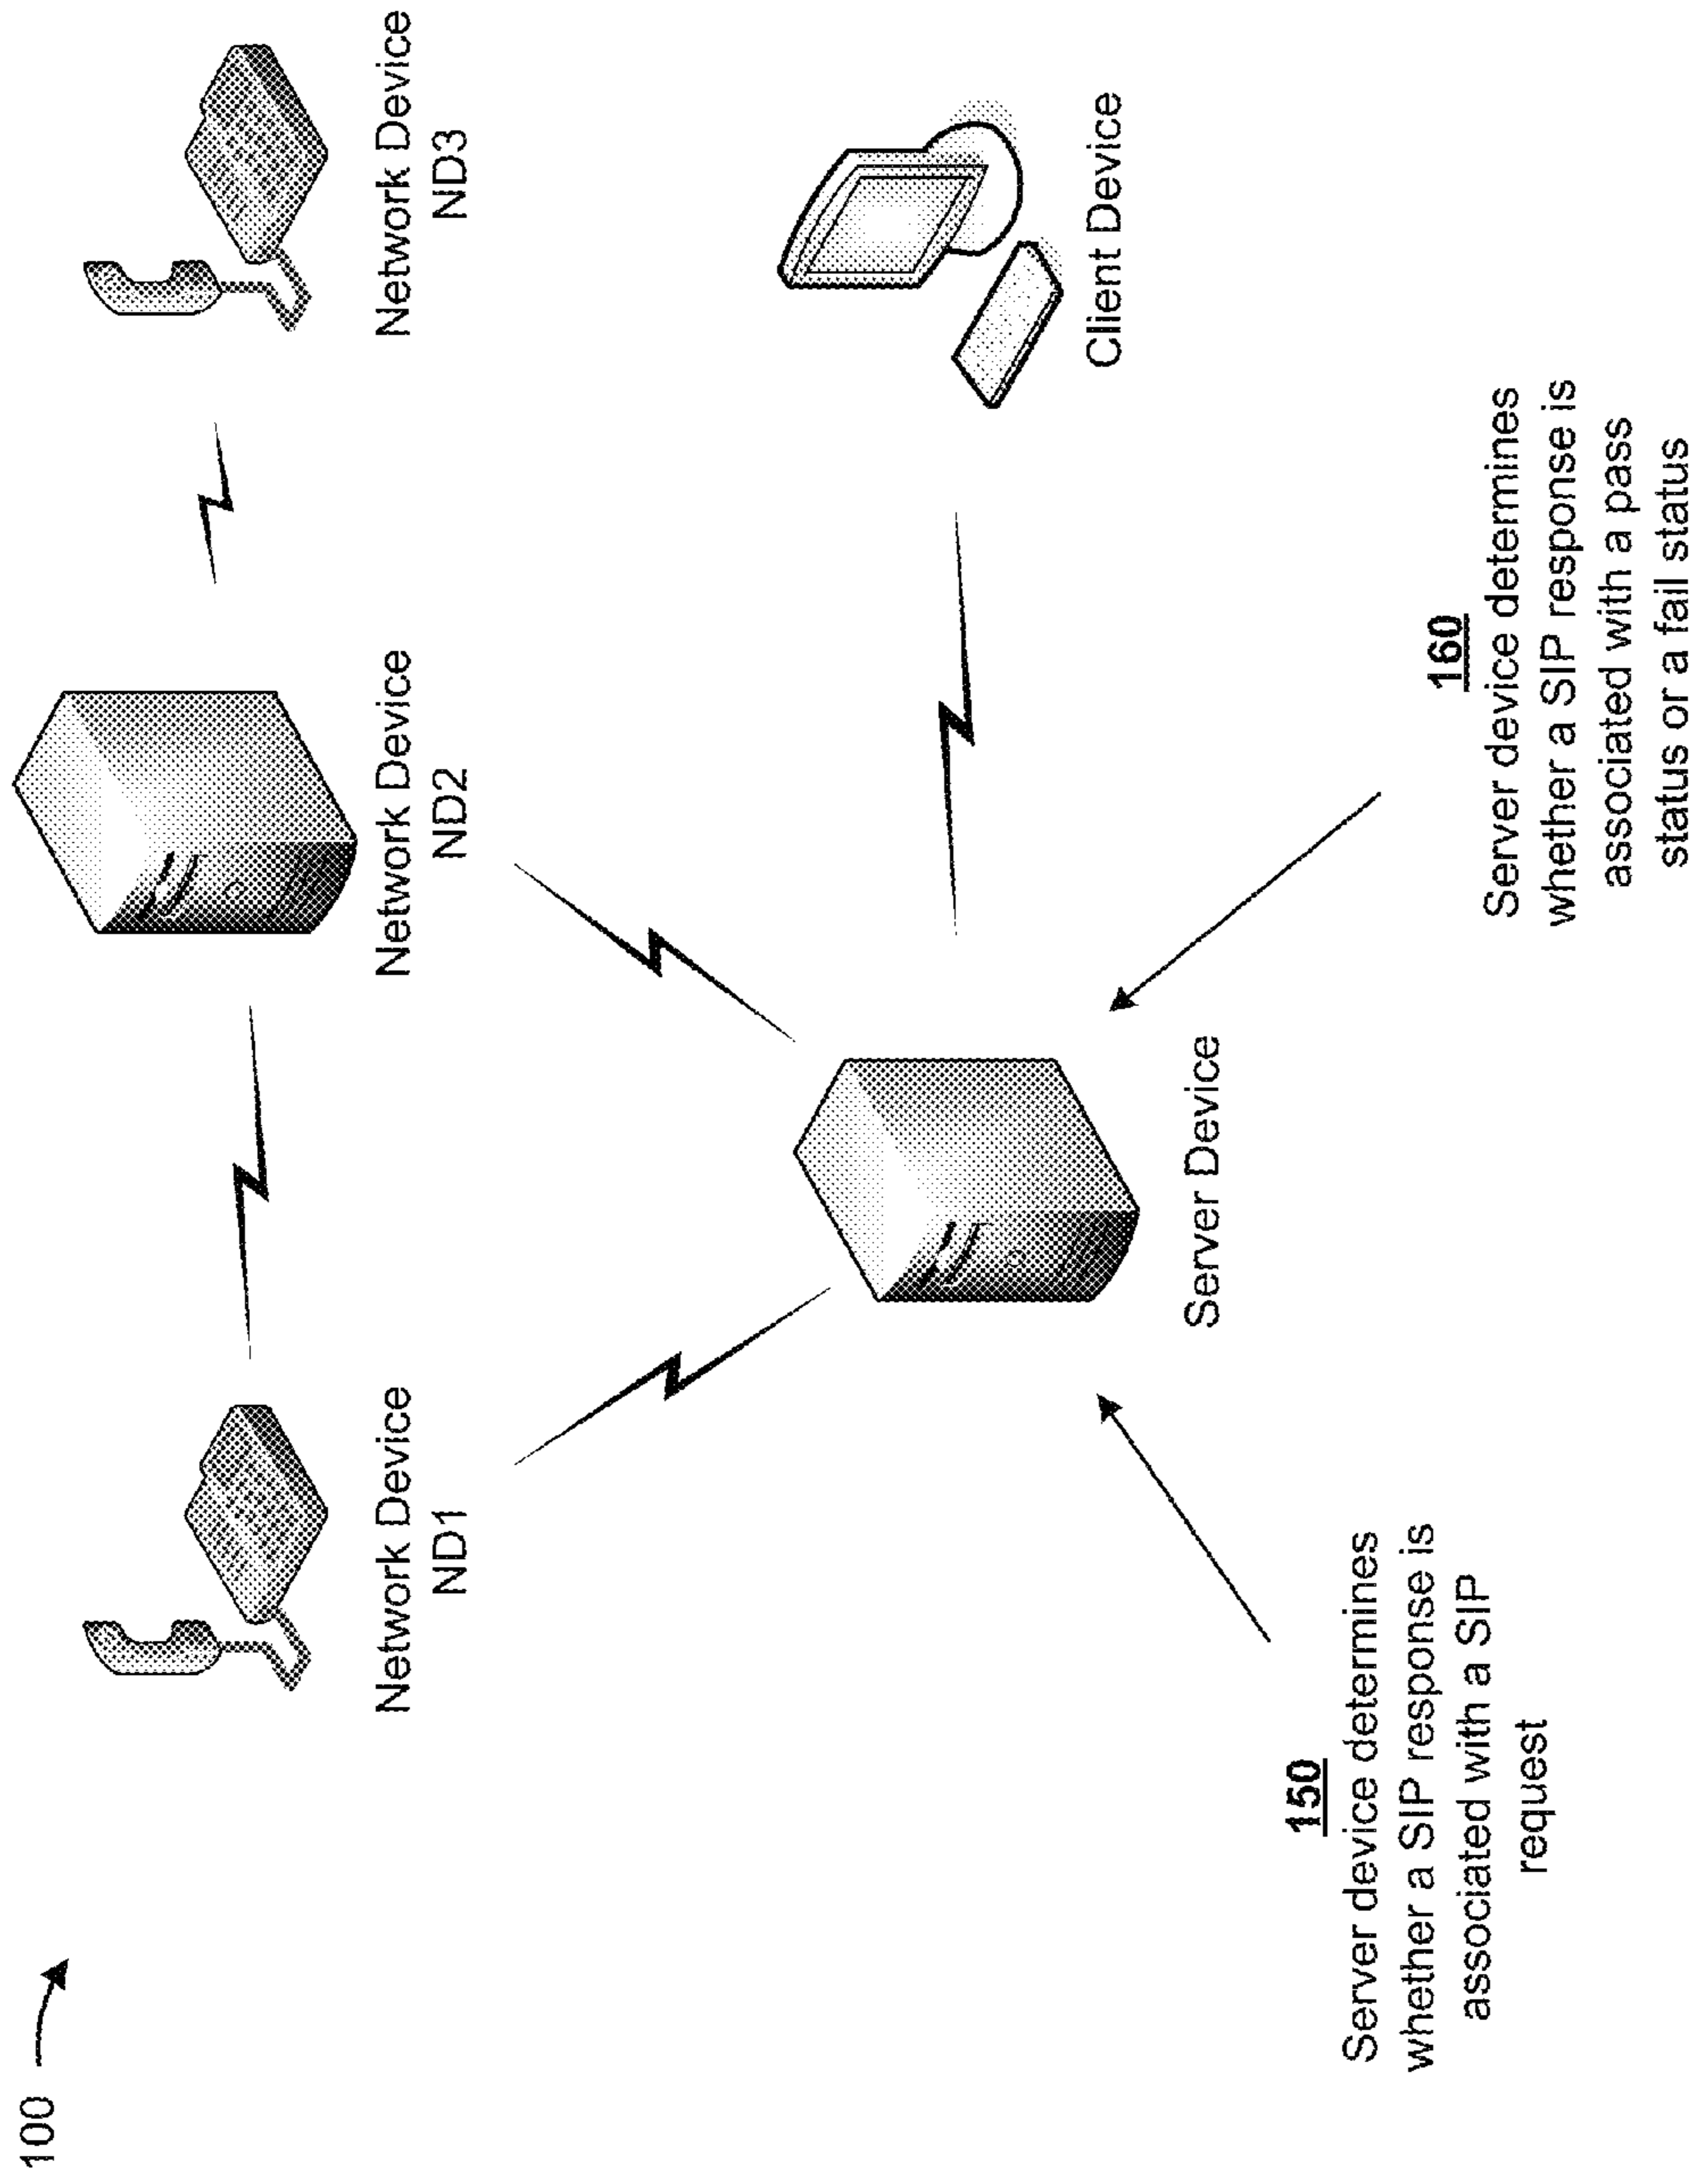 100
Network Device
ND1
Network Device
ND2
Network Device
ND3
Server Device
Client Device
150
Server device determines
whether a SIP response is
associated with a SIP
request
160
Server device determines
whether a SIP response is
associated with a pass
status or a fail status